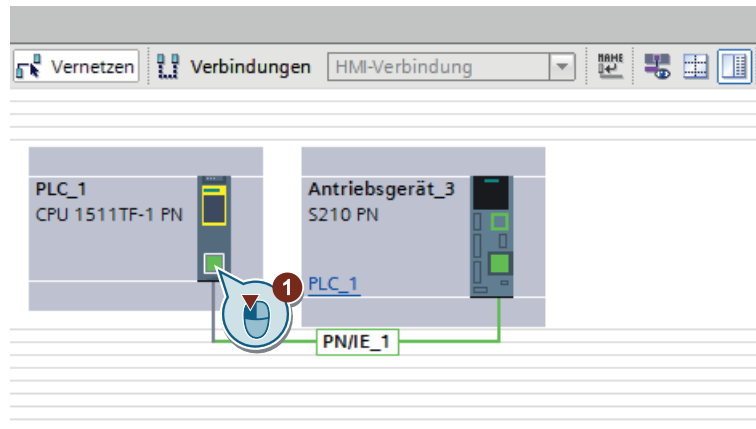 Vernetzen Verbindungen HMI-Verbindung NAME
PLC_1
CPU 1511TF-1 PN
Antriebsgerät_3
S210 PN
PLC_1
1
PN/IE_1